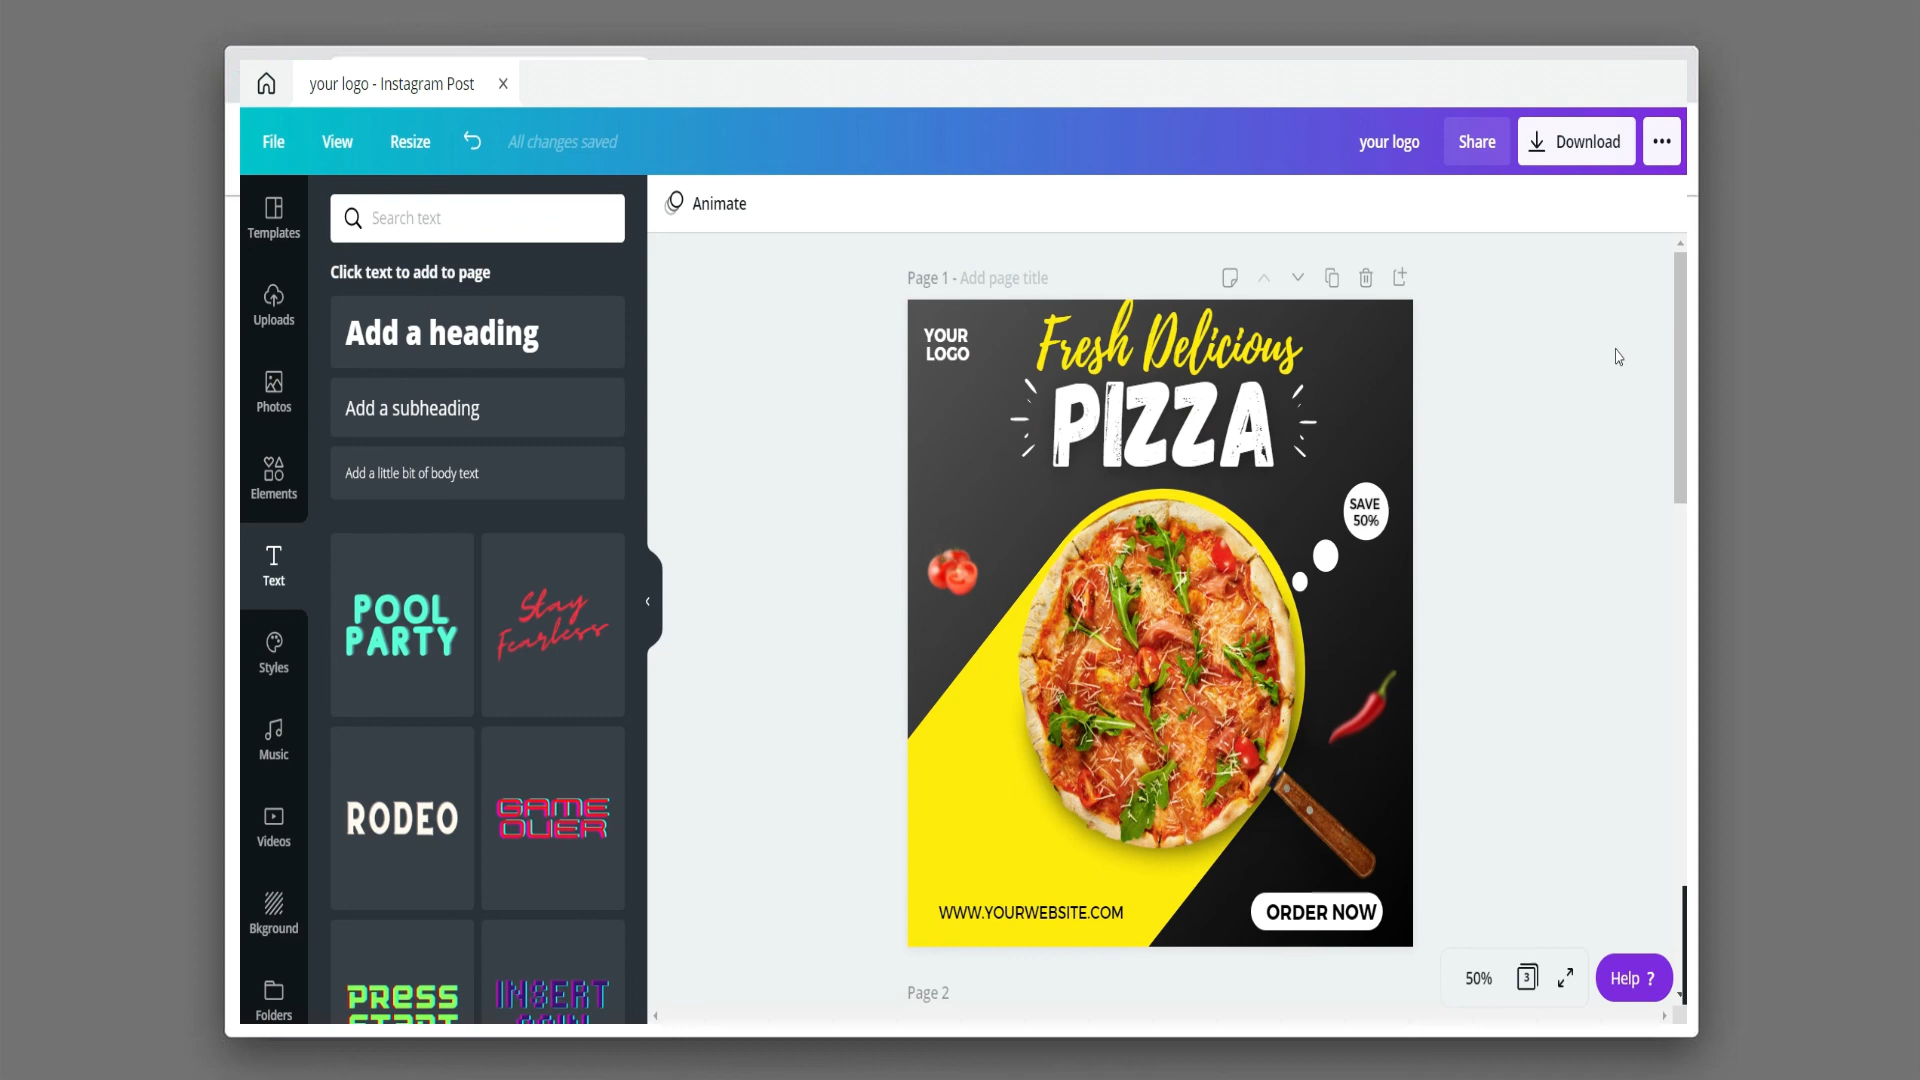 your logo - Instagram Post
File View Resize All changes saved your logo Share Download
Templates
Uploads
Photos
Elements
Text
Styles
Music
Videos
Bkground
Folders
Search text
Click text to add to page
Add a heading
Add a subheading
Add a little bit of body text
POOL
PARTY
Stay
Fearless
RODEO
GAME
OVER
PRESS
START
INSERT
COIN
Animate
Page 1 - Add page title
YOUR
LOGO
Fresh Delicious
PIZZA
SAVE
50%
WWW.YOURWEBSITE.COM
ORDER NOW
Page 2
50%
3
Help ?